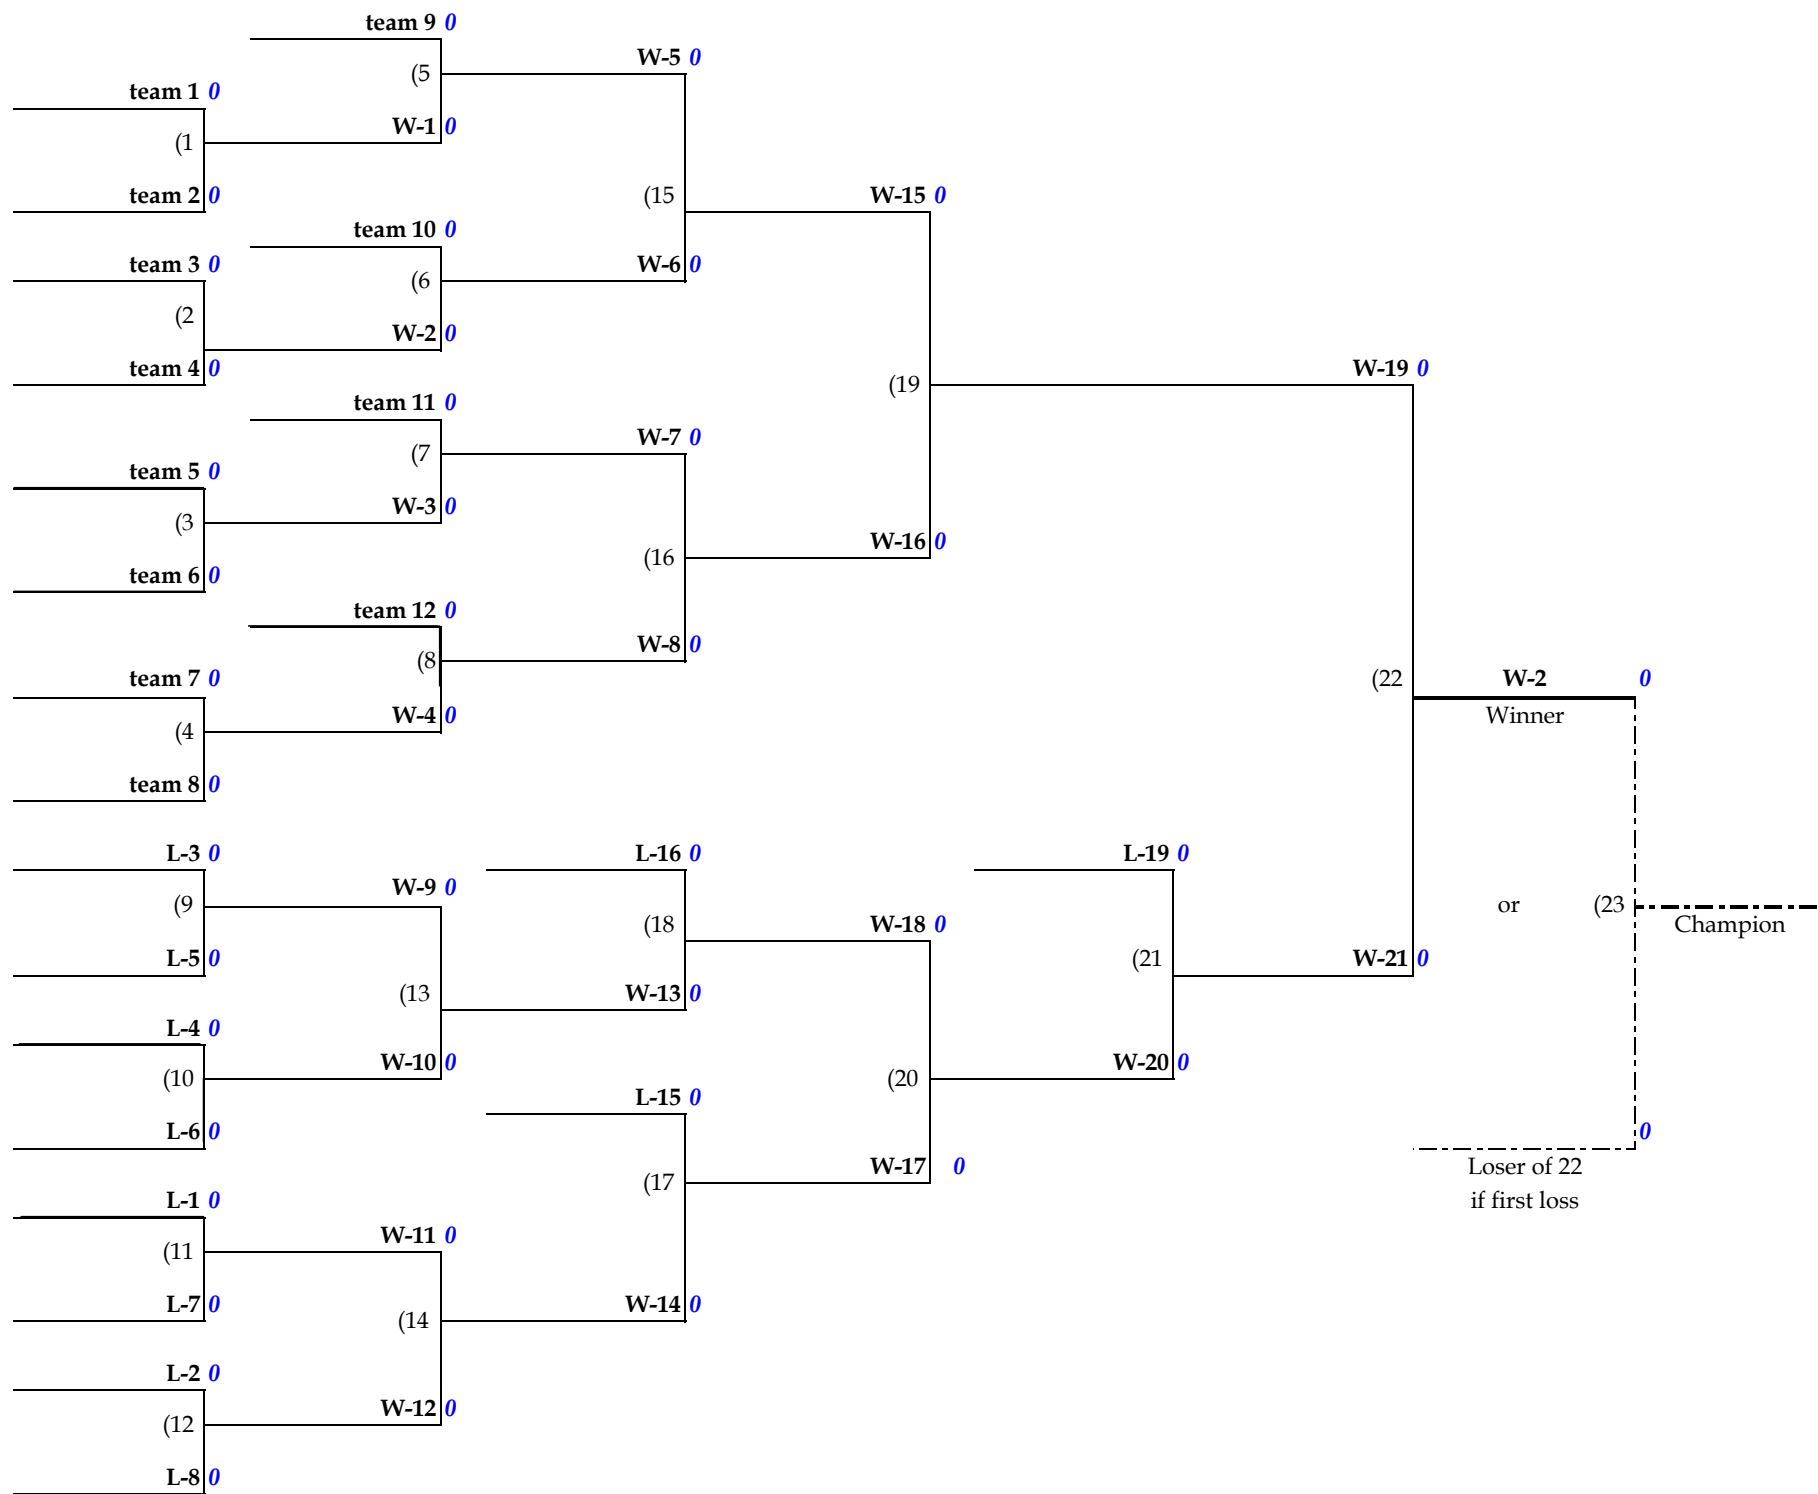 team 9 0
W-5 0
(5
team 1 0
W-1 0
(1
team 2 0
(15
W-15 0
team 10 0
team 3 0
W-6 0
(6
(2
W-2 0
team 4 0
W-19 0
(19
team 11 0
W-7 0
(7
team 5 0
W-3 0
(3
W-16 0
(16
team 6 0
team 12 0
W-8 0
(8
team 7 0
(22
W-2 0
W-4 0
Winner
(4
team 8 0
L-3 0
L-16 0
L-19 0
W-9 0
(9
or
(23
(18
W-18 0
Champion
L-5 0
(21
W-21 0
(13
W-13 0
L-4 0
W-10 0
W-20 0
(10
(20
L-15 0
L-6 0
0
W-17 0
Loser of 22
(17
L-1 0
if first loss
W-11 0
(11
L-7 0
W-14 0
(14
L-2 0
W-12 0
(12
L-8 0